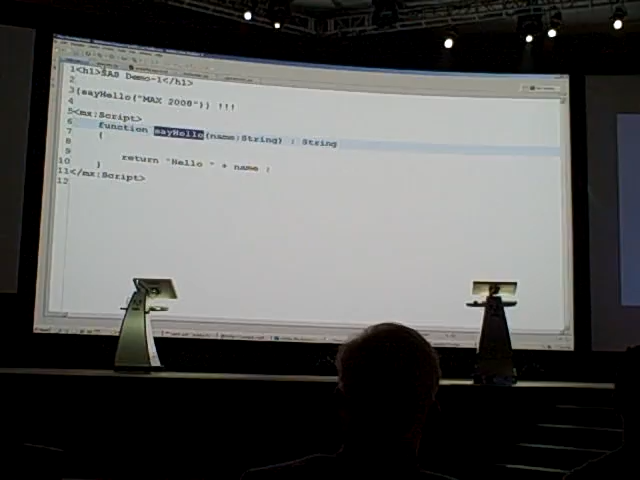 1<h1>SAS Demo-1</h1>
2
3{sayHello("MAX 2008")} !!!
4
5<mx:Script>
6 function sayHello(name:String) : String
7 {
8
9 return "Hello " + name ;
10 }
11</mx:Script>
12